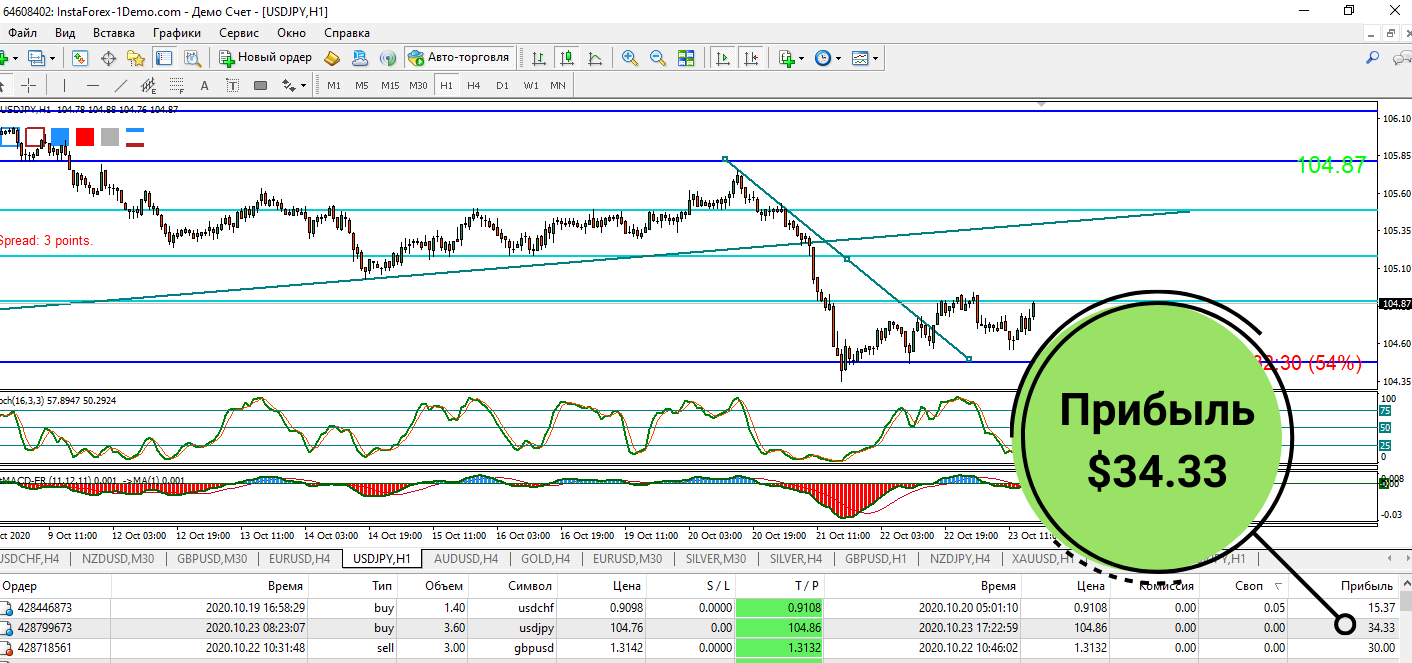 64608402: InstaForex-1Demo.com - Демо Счет - [USDJPY,H1]
Файл Вид Вставка Графики Сервис Окно Справка
Новый ордер Авто-торговля
A T M1 M5 M15 M30 H1 H4 D1 W1 MN
USDJPY,H1 104.78 104.88 104.76 104.87
106.10
105.85
104.87
105.60
105.35
Spread: 3 points.
105.10
104.87
104.60
:30 (54%)
104.35
och(16,3,3) 57.8947 50.2924
100
75
50
25
0
Прибыль
$34.33
MACD-FR (11,12,11) 0.001, ->MA(1) 0.001
-0.03
ct 2020 9 Oct 11:00 12 Oct 03:00 12 Oct 19:00 13 Oct 11:00 14 Oct 03:00 14 Oct 19:00 15 Oct 11:00 16 Oct 03:00 16 Oct 19:00 19 Oct 11:00 20 Oct 03:00 20 Oct 19:00 21 Oct 11:00 22 Oct 03:00 22 Oct 19:00 23 Oct 11:00
USDCHF,H4 NZDUSD,M30 GBPUSD,M30 EURUSD,H4 USDJPY,H1 AUDUSD,H4 GOLD,H4 EURUSD,M30 SILVER,M30 SILVER,H4 GBPUSD,H1 NZDJPY,H4 XAUUSD,H1 PY,H1
Ордер Время Тип Объем Символ Цена S / L T / P Время Цена Комиссия Своп Прибыль
428446873 2020.10.19 16:58:29 buy 1.40 usdchf 0.9098 0.0000 0.9108 2020.10.20 05:01:10 0.9108 0.00 0.05 15.37
428799673 2020.10.23 08:23:07 buy 3.60 usdjpy 104.76 0.00 104.86 2020.10.23 17:22:59 104.86 0.00 0.00 34.33
428718561 2020.10.22 10:31:48 sell 3.00 gbpusd 1.3142 0.0000 1.3132 2020.10.22 10:46:02 1.3132 0.00 0.00 30.00